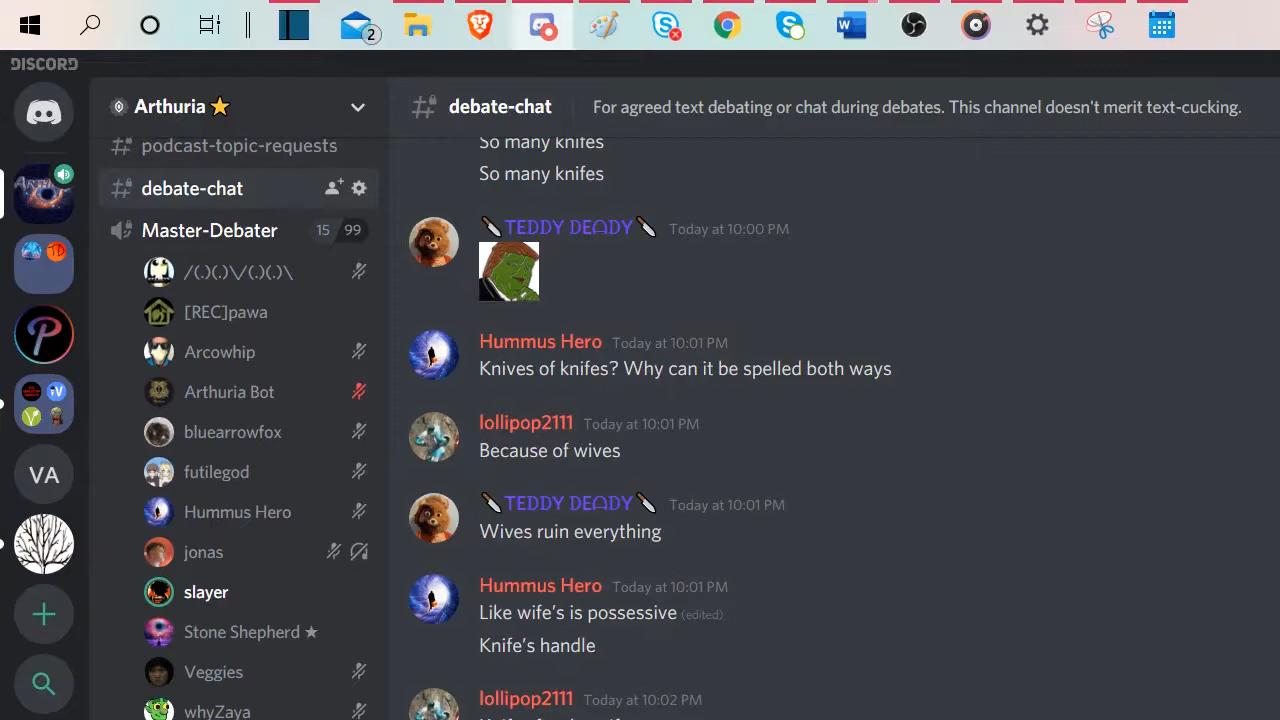 2
DISCORD
Arthuria ⭐
debate-chat
For agreed text debating or chat during debates. This channel doesn't merit text-cucking.
podcast-topic-requests
debate-chat
Master-Debater 15 99
/(.)(.)\/(.)(.)\
[REC]pawa
Arcowhip
Arthuria Bot
bluearrowfox
futilegod
Hummus Hero
jonas
slayer
Stone Shepherd ★
Veggies
whyZaya
VA
So many knifes
So many knifes
🔪TEDDY DEADY🔪 Today at 10:00 PM
Hummus Hero Today at 10:01 PM
Knives of knifes? Why can it be spelled both ways
lollipop2111 Today at 10:01 PM
Because of wives
🔪TEDDY DEADY🔪 Today at 10:01 PM
Wives ruin everything
Hummus Hero Today at 10:01 PM
Like wife's is possessive (edited)
Knife's handle
lollipop2111 Today at 10:02 PM